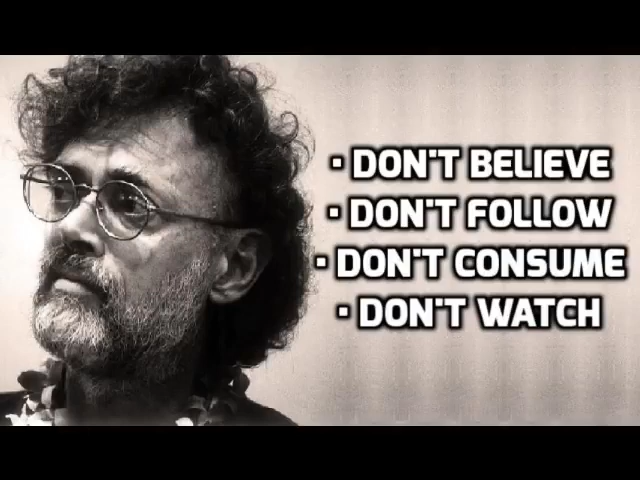 • DON'T BELIEVE
• DON'T FOLLOW
• DON'T CONSUME
• DON'T WATCH